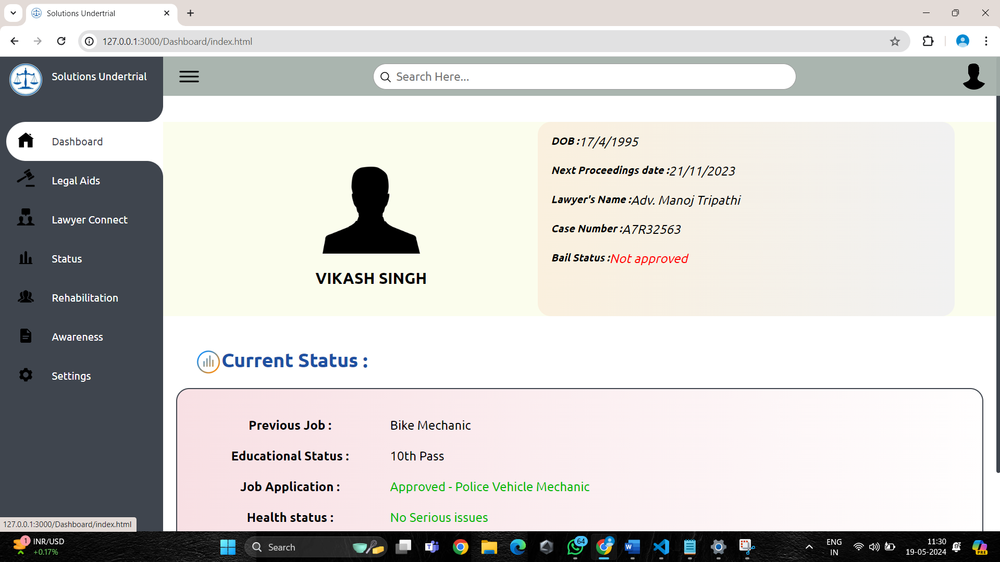 Solutions Undertrial
127.0.0.1:3000/Dashboard/index.html
Solutions Undertrial
Search Here...
Dashboard
Legal Aids
Lawyer Connect
Status
Rehabilitation
Awareness
Settings
VIKASH SINGH
DOB :17/4/1995
Next Proceedings date :21/11/2023
Lawyer's Name :Adv. Manoj Tripathi
Case Number :A7R32563
Bail Status :Not approved
Current Status :
Previous Job : Bike Mechanic
Educational Status : 10th Pass
Job Application : Approved - Police Vehicle Mechanic
Health status : No Serious issues
127.0.0.1:3000/Dashboard/index.html
1
INR/USD
+0.17%
Search
64
ENG
IN
11:30
19-05-2024
PRE